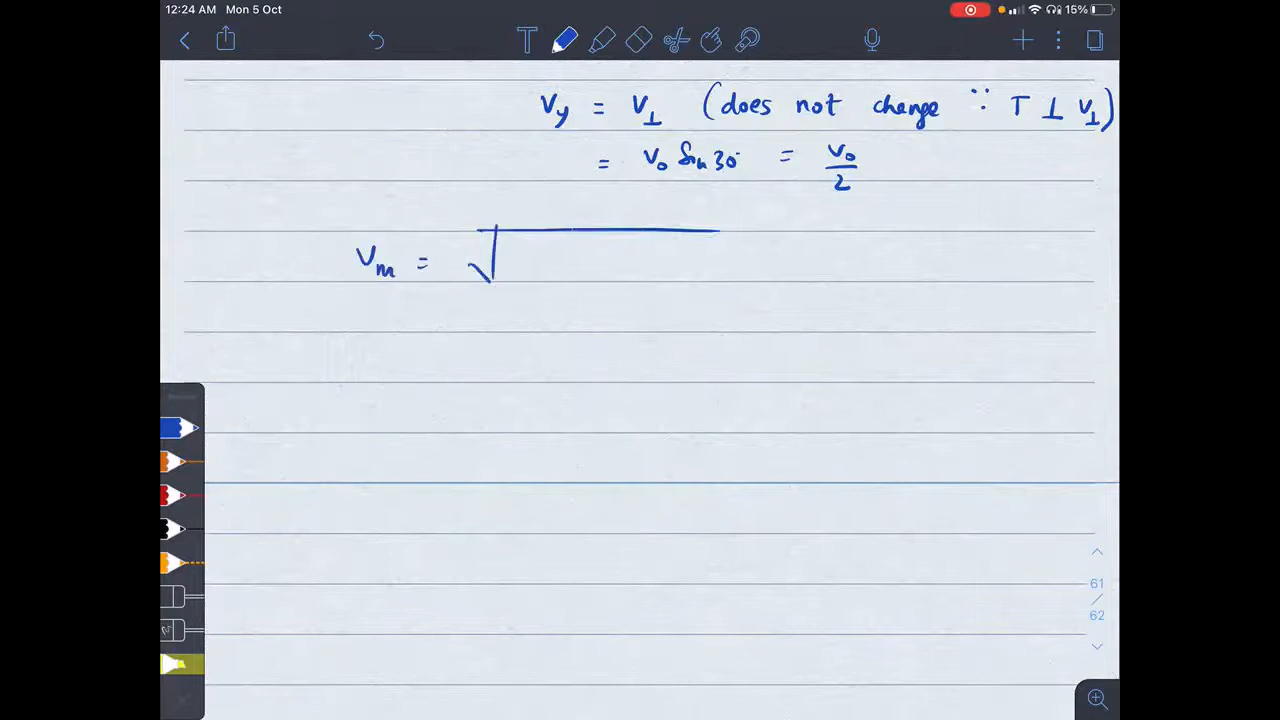 12:24 AM Mon 5 Oct 15%
T
Vy = V⊥ (does not change ∵ T ⊥ V⊥)
= V₀ Sin 30° = V₀/2
Vm = √
61
/
62